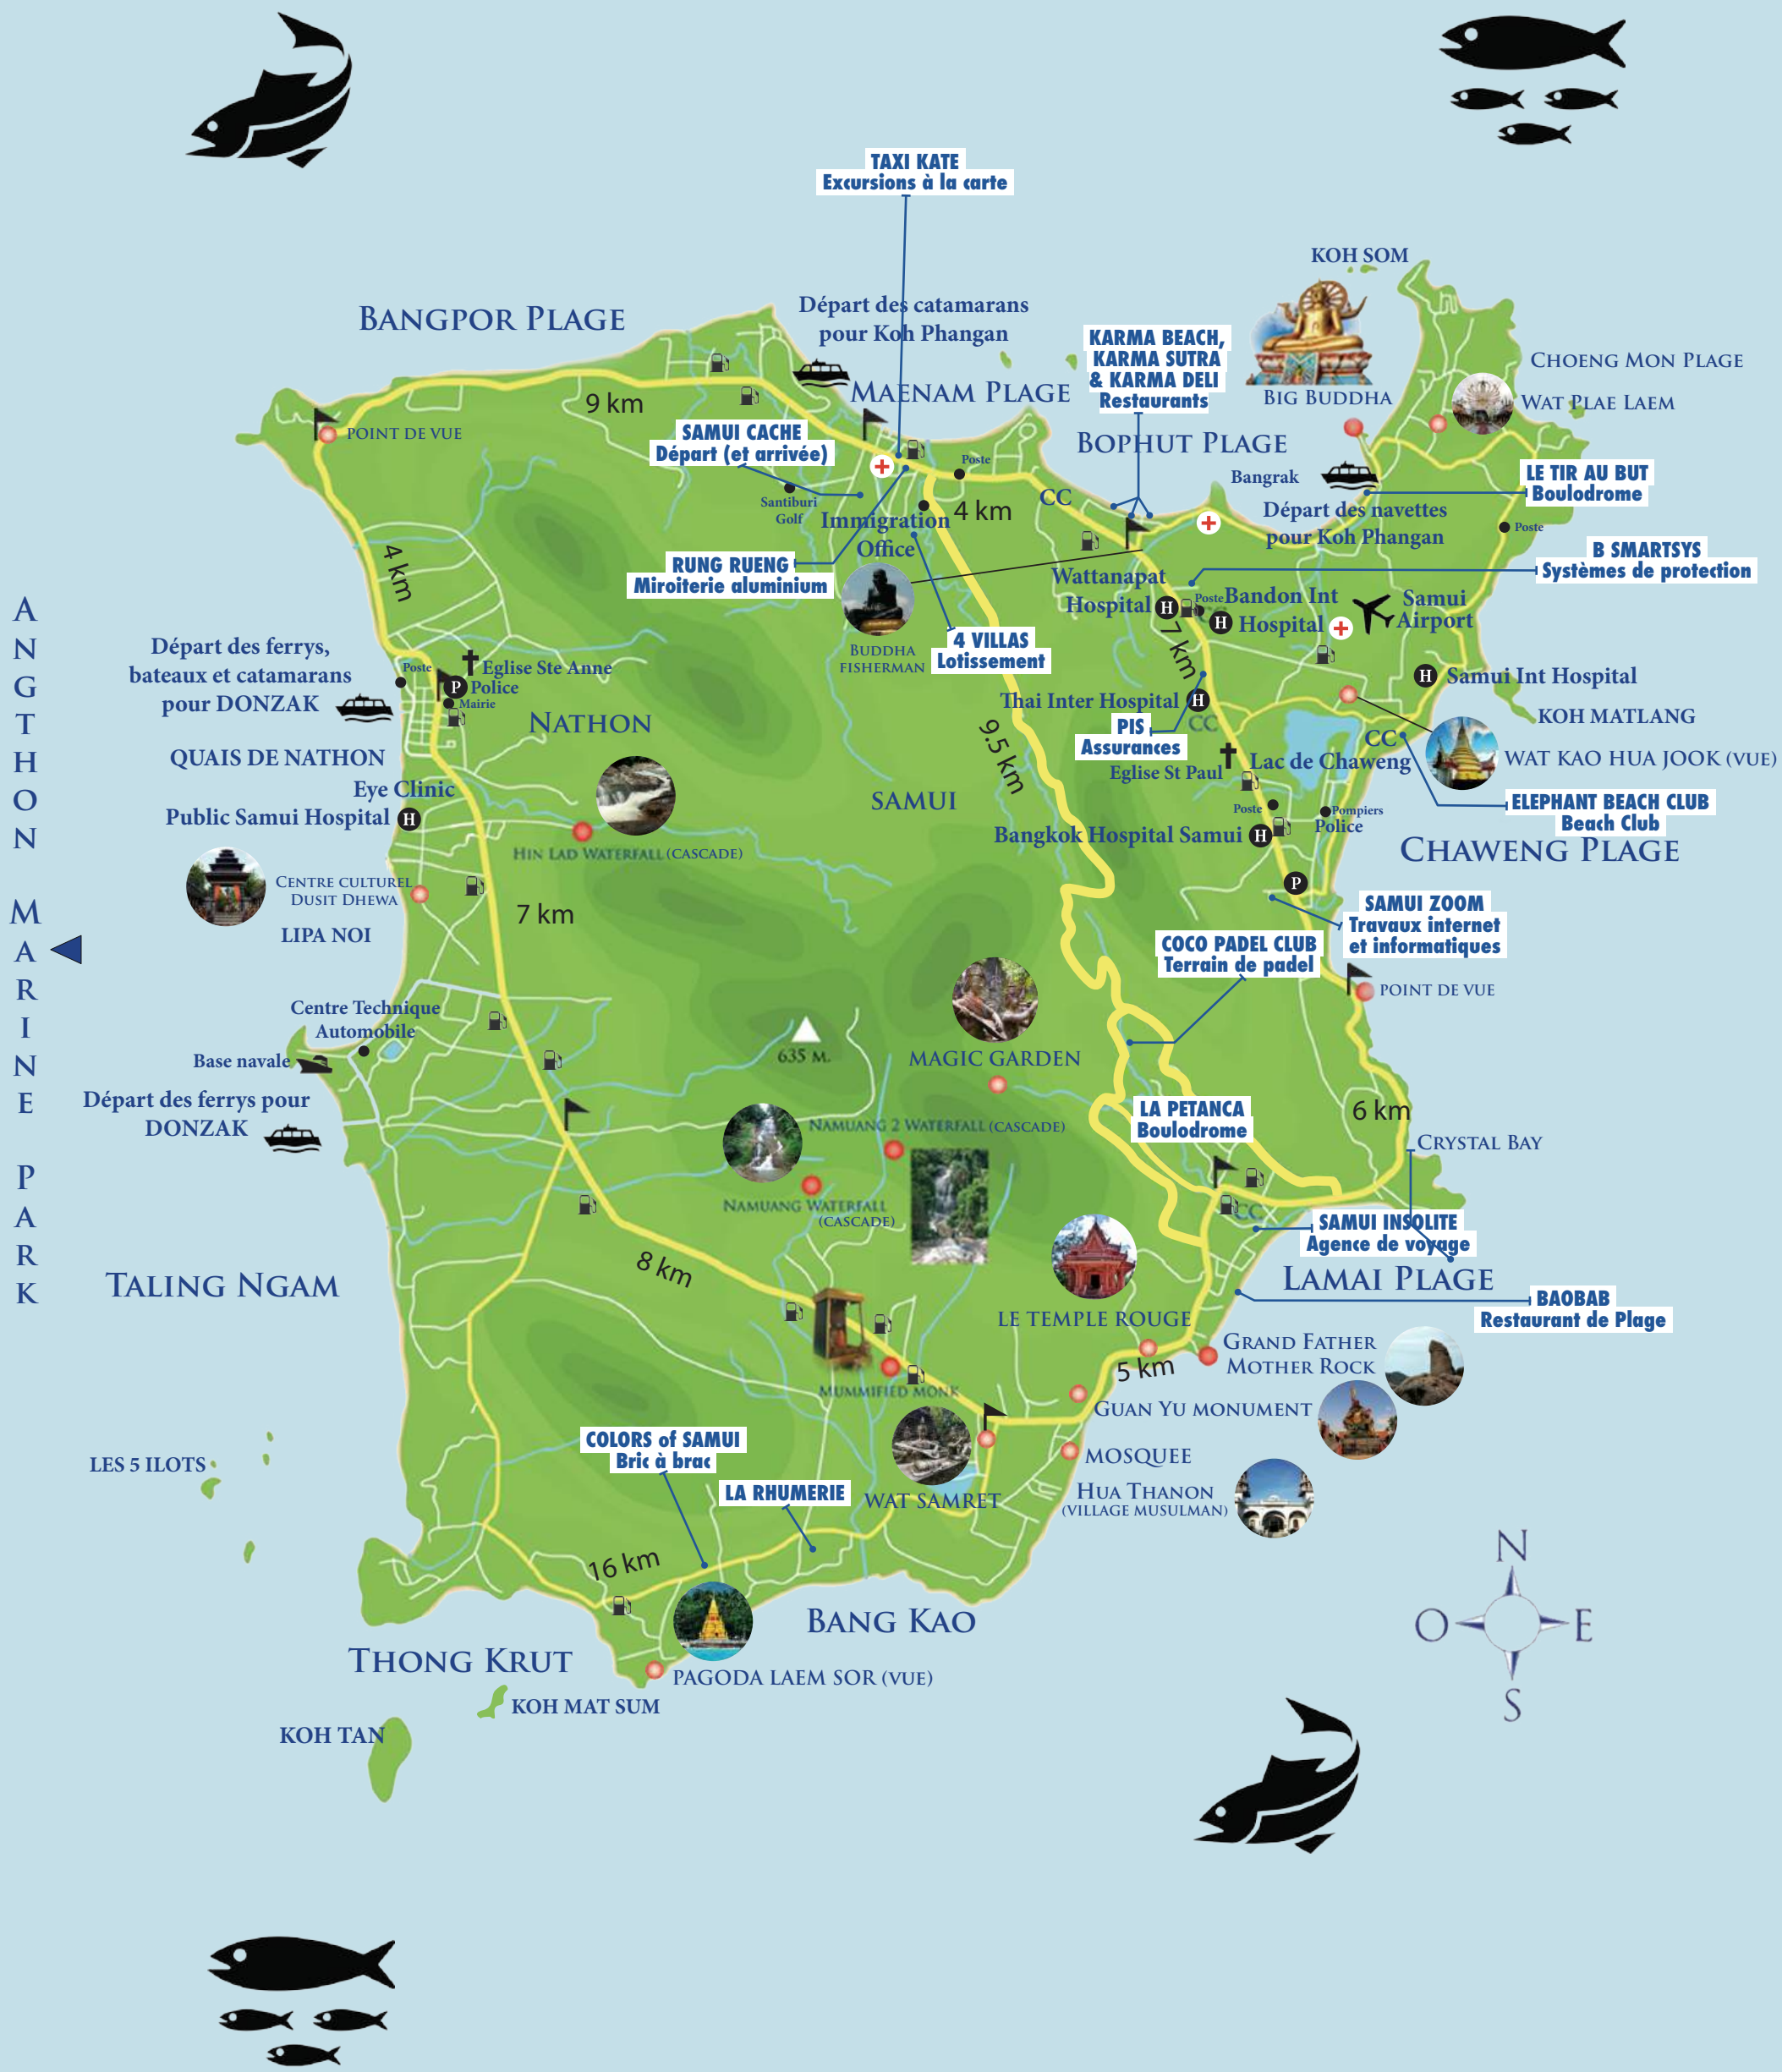 TAXI KATE
Excursions à la carte
KOH SOM
BANGPOR PLAGE
Départ des catamarans
pour Koh Phangan
MAENAM PLAGE
KARMA BEACH,
KARMA SUTRA
& KARMA DELI
Restaurants
BIG BUDDHA
CHOENG MON PLAGE
WAT PLAE LAEM
9 km
POINT DE VUE
SAMUI CACHE
Départ (et arrivée)
BOPHUT PLAGE
Poste
Bangrak
LE TIR AU BUT
Boulodrome
Santiburi
Golf
Immigration
Office
4 km
CC
Départ des navettes
pour Koh Phangan
Poste
RUNG RUENG
Miroiterie aluminium
B SMARTSYS
Systèmes de protection
4 km
Wattanapat
Hospital
H
Poste
CC
Bandon Int
Hospital
H
Samui
Airport
BUDDHA
FISHERMAN
4 VILLAS
Lotissement
7 km
Départ des ferrys,
bateaux et catamarans
pour DONZAK
Poste
Eglise Ste Anne
P
Police
Mairie
NATHON
Thai Inter Hospital
H
H
Samui Int Hospital
KOH MATLANG
PIS
Assurances
CC
CC
QUAIS DE NATHON
9.5 km
Eglise St Paul
Lac de Chaweng
WAT KAO HUA JOOK (VUE)
Eye Clinic
Public Samui Hospital
H
SAMUI
Poste
Pompiers
Police
ELEPHANT BEACH CLUB
Beach Club
Bangkok Hospital Samui
H
CHAWENG PLAGE
HIN LAD WATERFALL (CASCADE)
CENTRE CULTUREL
DUSIT DHEWA
P
7 km
SAMUI ZOOM
Travaux internet
et informatiques
LIPA NOI
ANGTHON MARINE PARK
COCO PADEL CLUB
Terrain de padel
POINT DE VUE
Centre Technique
Automobile
Base navale
635 M.
MAGIC GARDEN
Départ des ferrys pour
DONZAK
LA PETANCA
Boulodrome
6 km
NAMUANG 2 WATERFALL (CASCADE)
CRYSTAL BAY
NAMUANG WATERFALL
(CASCADE)
CC
SAMUI INSOLITE
Agence de voyage
8 km
TALING NGAM
LAMAI PLAGE
BAOBAB
Restaurant de Plage
LE TEMPLE ROUGE
GRAND FATHER
MOTHER ROCK
5 km
MUMMIFIED MONK
GUAN YU MONUMENT
COLORS of SAMUI
Bric à brac
LES 5 ILOTS
MOSQUEE
LA RHUMERIE
WAT SAMRET
HUA THANON
(VILLAGE MUSULMAN)
16 km
N
O
E
S
BANG KAO
THONG KRUT
PAGODA LAEM SOR (VUE)
KOH MAT SUM
KOH TAN